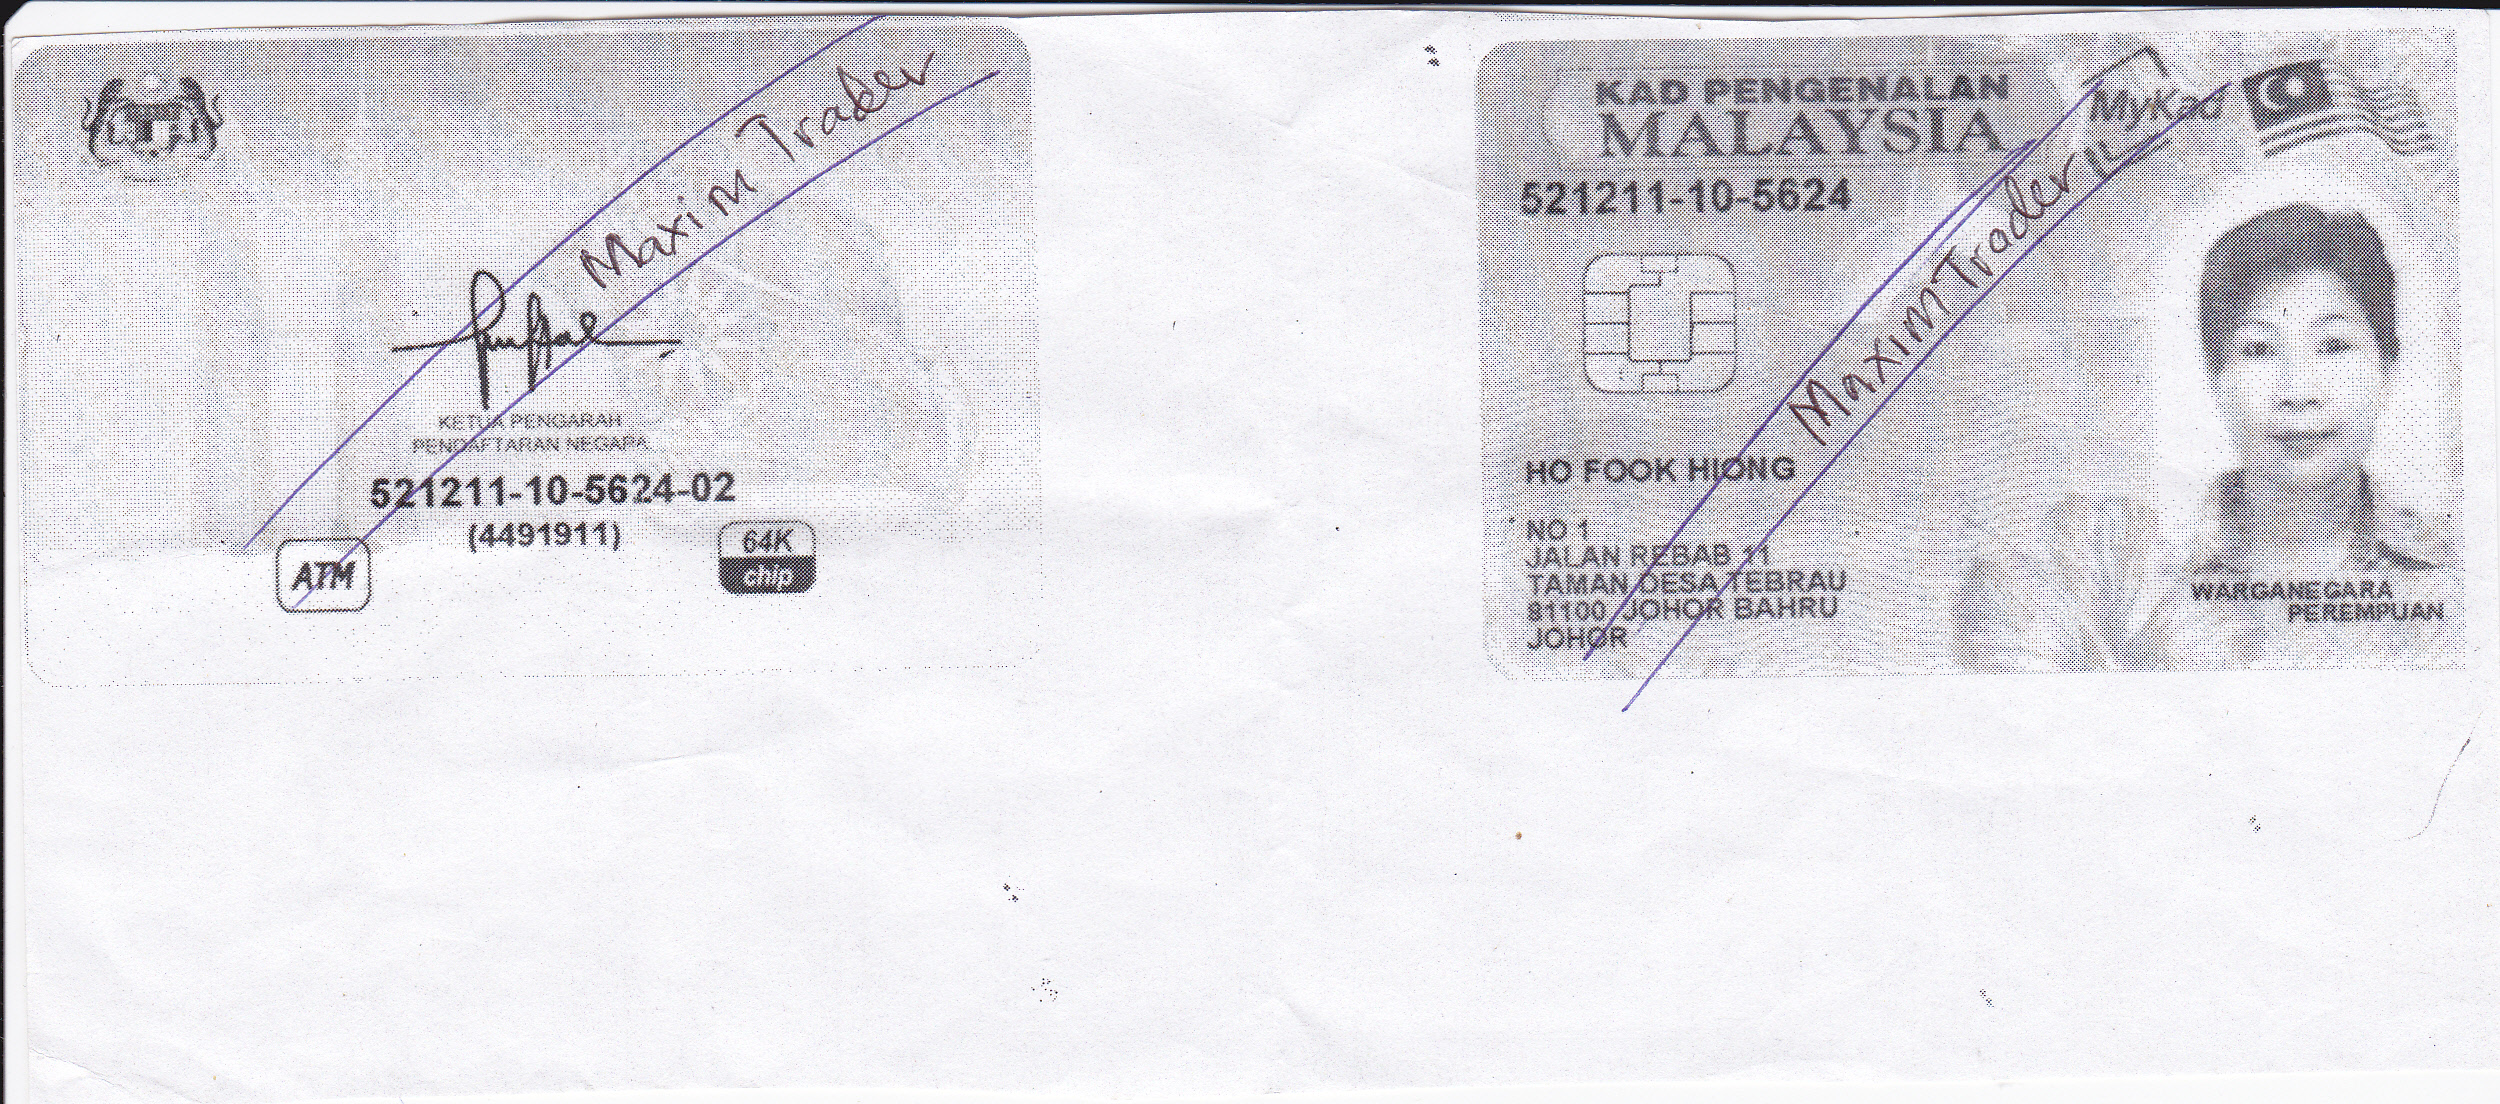 Maxim Trader
KETUA PENGARAH
PENDAFTARAN NEGARA
521211-10-5624-02
(4491911)
ATM
64K
chip
KAD PENGENALAN
MALAYSIA
MyKad
521211-10-5624
Maxim Trader
HO FOOK HIONG
NO 1
JALAN REBAB 11
TAMAN DESA TEBRAU
81100 JOHOR BAHRU
JOHOR
WARGANEGARA
PEREMPUAN